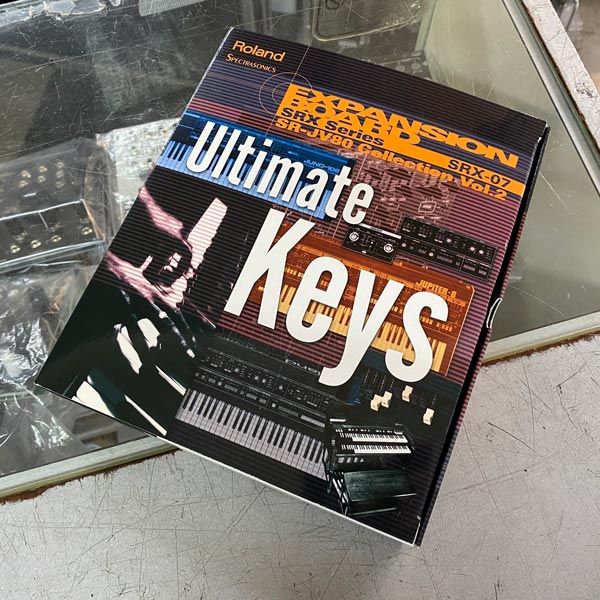 Roland
SPECTRASONICS
EXPANSION
BOARD
SRX Series
SRX-07
SR-JV80 Collection Vol.2
Ultimate
Keys
JUNO-106
JUPITER-8